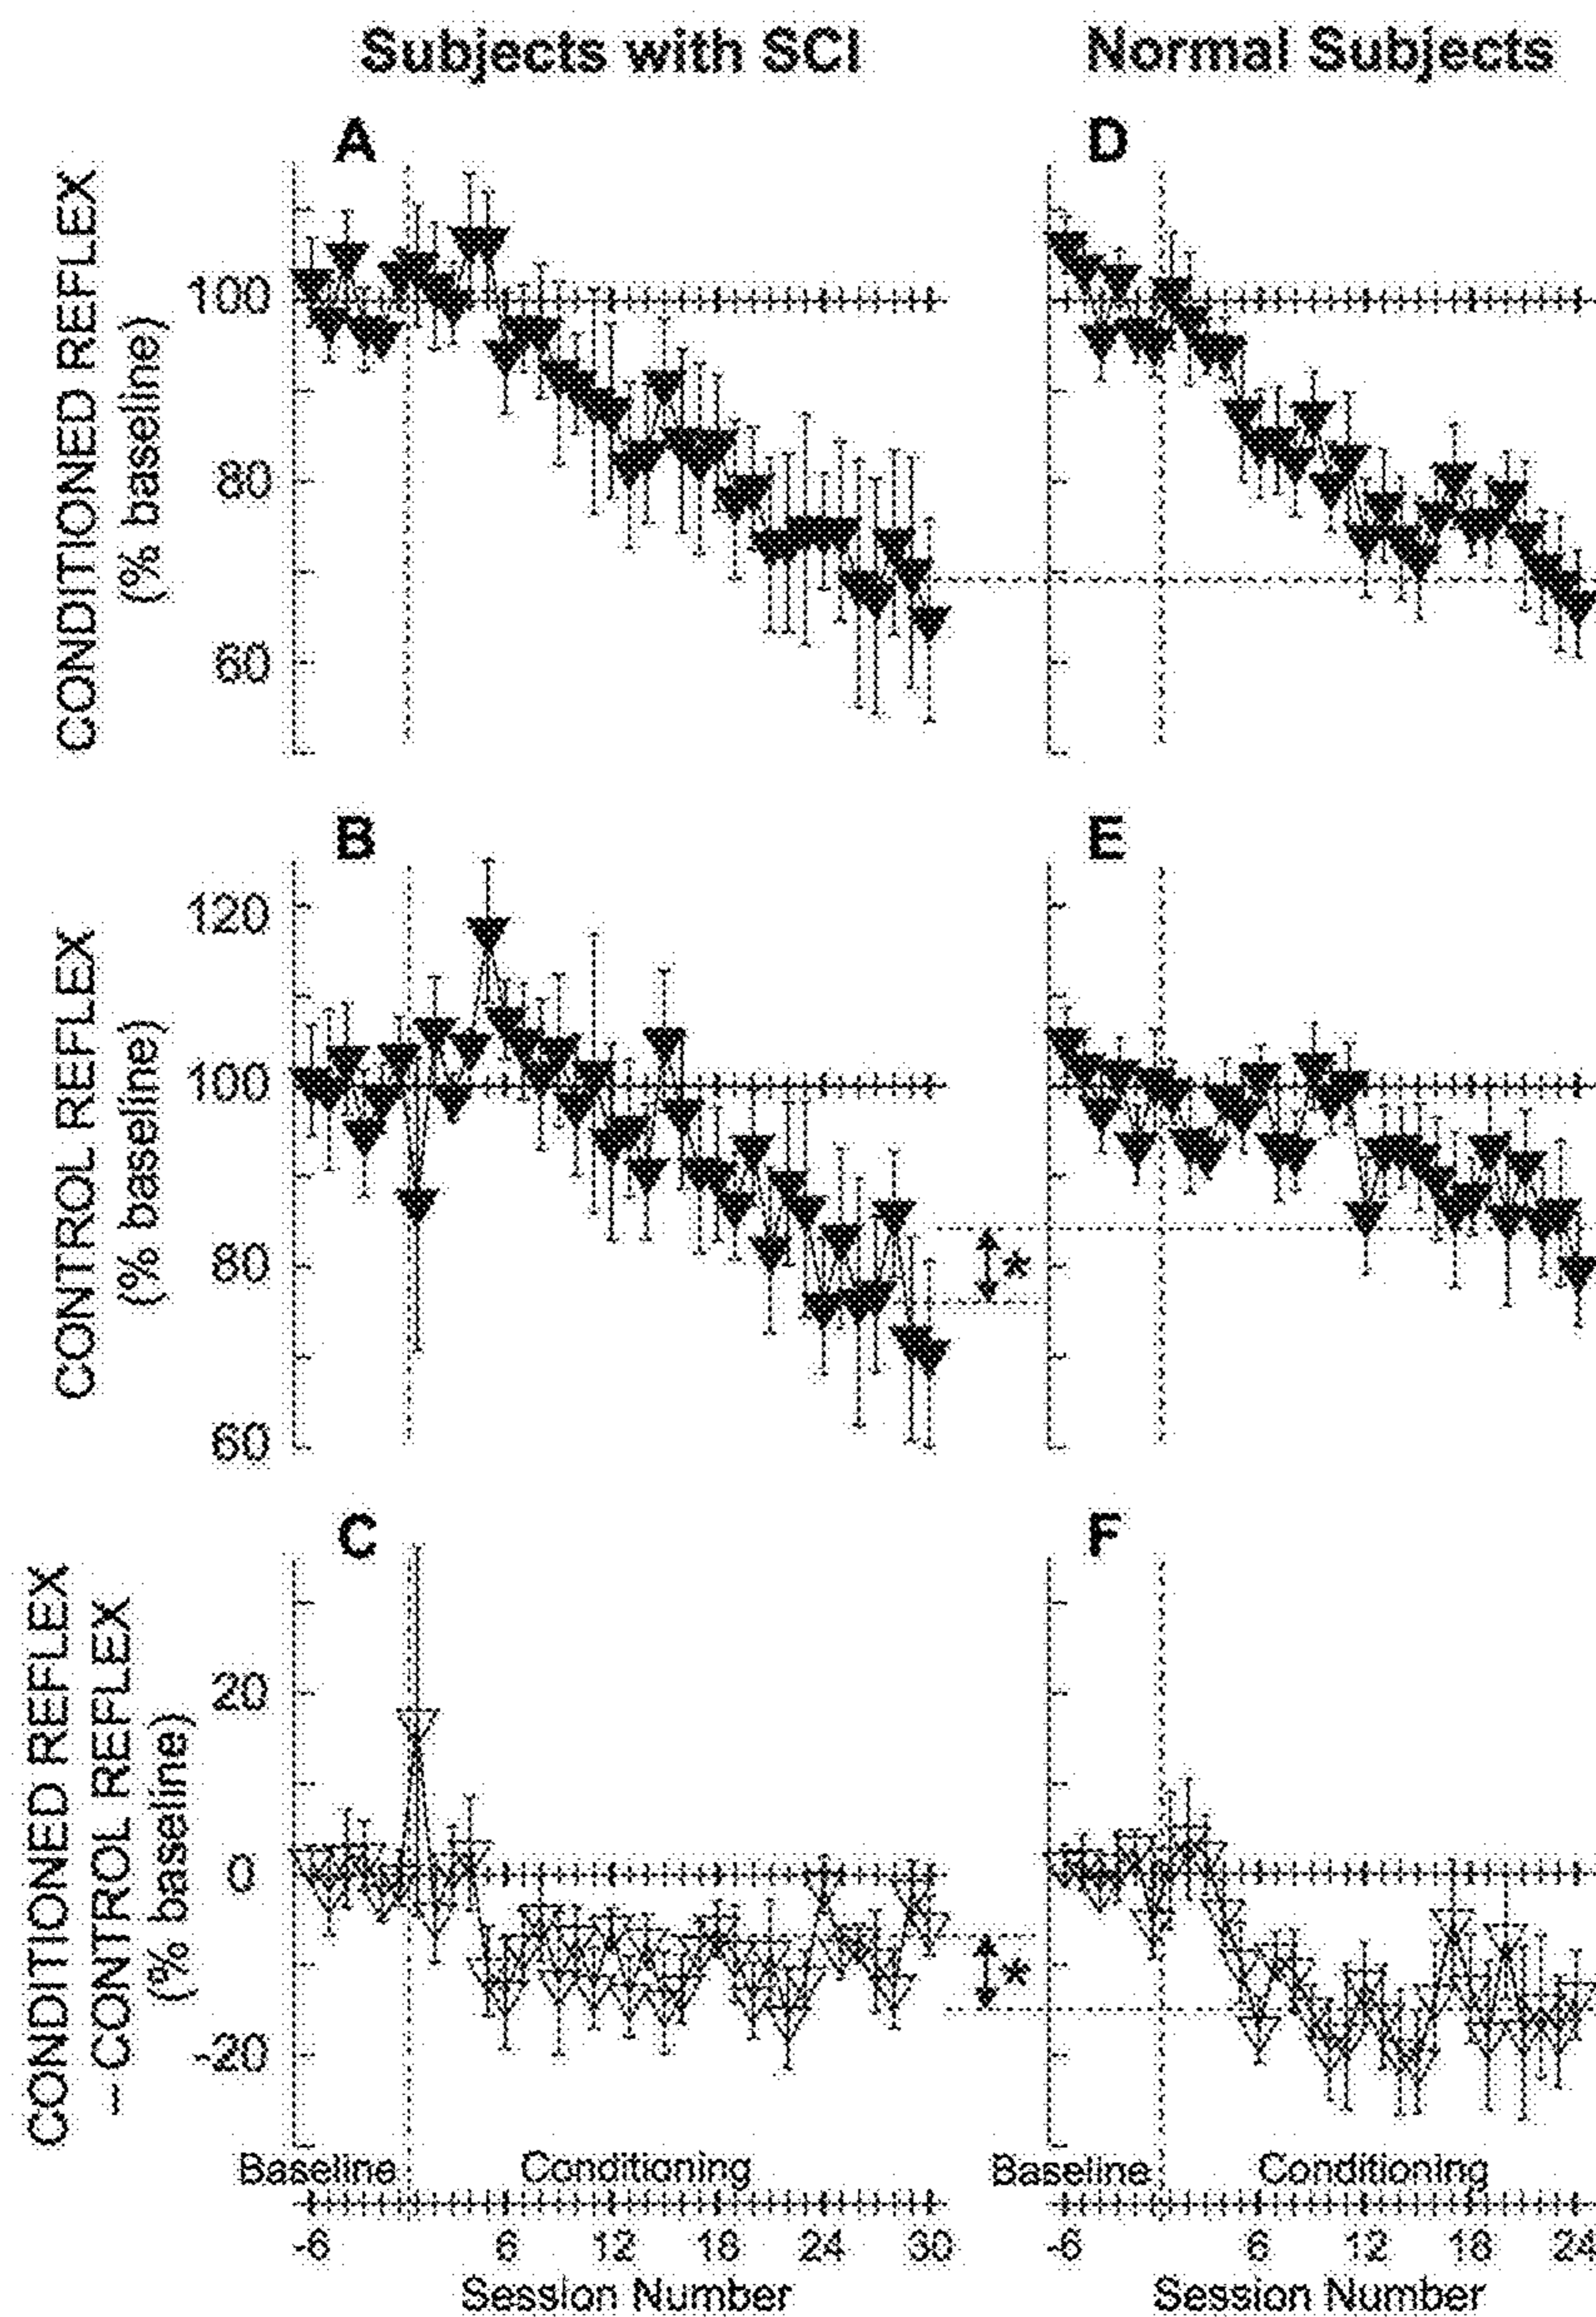 Subjects with SCI
Normal Subjects
A
D
CONDITIONED REFLEX
(% baseline)
100
80
60
B
E
CONTROL REFLEX
(% baseline)
120
100
80
60
*
C
F
CONDITIONED REFLEX
– CONTROL REFLEX
(% baseline)
20
0
-20
*
Baseline
Conditioning
Baseline
Conditioning
-6 6 12 18 24 30
-6 6 12 18 24
Session Number
Session Number